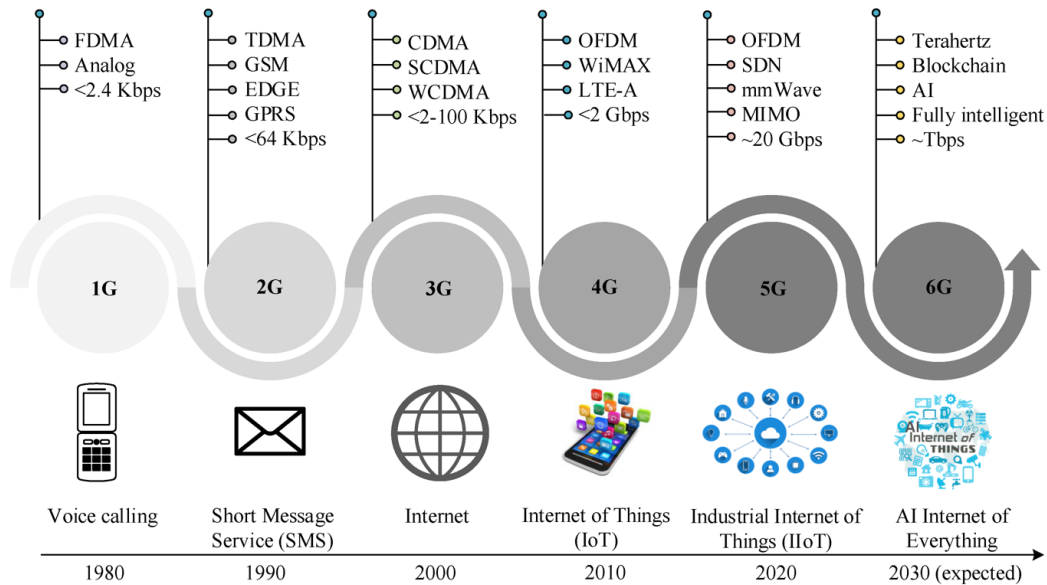 FDMA
Analog
<2.4 Kbps
TDMA
GSM
EDGE
GPRS
<64 Kbps
CDMA
SCDMA
WCDMA
<2-100 Kbps
OFDM
WiMAX
LTE-A
<2 Gbps
OFDM
SDN
mmWave
MIMO
~20 Gbps
Terahertz
Blockchain
AI
Fully intelligent
~Tbps
1G
2G
3G
4G
5G
6G
AI
Internet of
THINGS
Voice calling
Short Message
Service (SMS)
Internet
Internet of Things
(IoT)
Industrial Internet of
Things (IIoT)
AI Internet of
Everything
1980
1990
2000
2010
2020
2030 (expected)